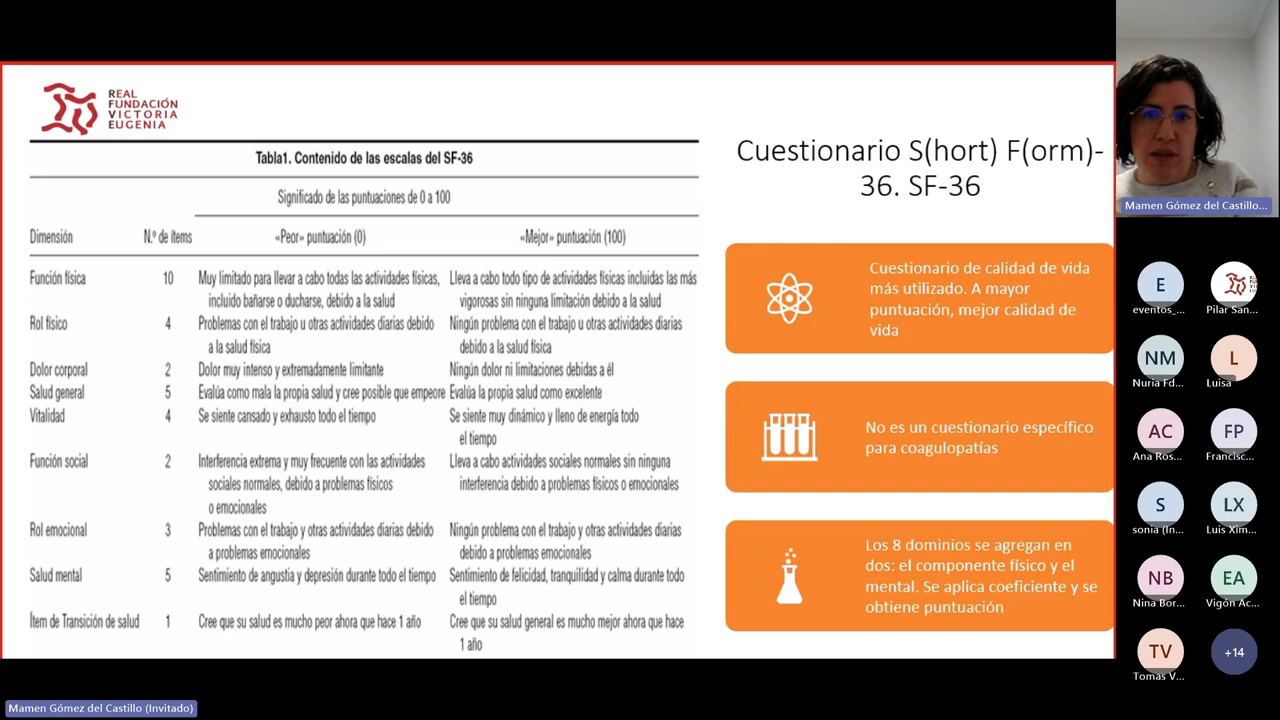 REAL
FUNDACIÓN
VICTORIA
EUGENIA
Tabla1. Contenido de las escalas del SF-36
Significado de las puntuaciones de 0 a 100
Dimensión N.º de ítems «Peor» puntuación (0) «Mejor» puntuación (100)
Función física 10 Muy limitado para llevar a cabo todas las actividades físicas, Lleva a cabo todo tipo de actividades físicas incluidas las más
incluido bañarse o ducharse, debido a la salud vigorosas sin ninguna limitación debido a la salud
Rol físico 4 Problemas con el trabajo u otras actividades diarias debido Ningún problema con el trabajo u otras actividades diarias
a la salud física debido a la salud física
Dolor corporal 2 Dolor muy intenso y extremadamente limitante Ningún dolor ni limitaciones debidas a él
Salud general 5 Evalúa como mala la propia salud y cree posible que empeore Evalúa la propia salud como excelente
Vitalidad 4 Se siente cansado y exhausto todo el tiempo Se siente muy dinámico y lleno de energía todo
el tiempo
Función social 2 Interferencia extrema y muy frecuente con las actividades Lleva a cabo actividades sociales normales sin ninguna
sociales normales, debido a problemas físicos interferencia debido a problemas físicos o emocionales
o emocionales
Rol emocional 3 Problemas con el trabajo y otras actividades diarias debido Ningún problema con el trabajo y otras actividades diarias
a problemas emocionales debido a problemas emocionales
Salud mental 5 Sentimiento de angustia y depresión durante todo el tiempo Sentimiento de felicidad, tranquilidad y calma durante todo
el tiempo
Ítem de Transición de salud 1 Cree que su salud es mucho peor ahora que hace 1 año Cree que su salud general es mucho mejor ahora que hace
1 año
Cuestionario S(hort) F(orm)-
36. SF-36
Cuestionario de calidad de vida
más utilizado. A mayor
puntuación, mejor calidad de
vida
No es un cuestionario específico
para coagulopatías
Los 8 dominios se agregan en
dos: el componente físico y el
mental. Se aplica coeficiente y se
obtiene puntuación
Mamen Gómez del Castillo...
E
eventos_... Pilar San...
NM L
Nuria Fd... Luisa
AC FP
Ana Ros... Francisc...
S LX
sonia (In... Luis Xim...
NB EA
Nina Bor... Vigón Ac...
TV +14
Tomas V...
Mamen Gómez del Castillo (Invitado)